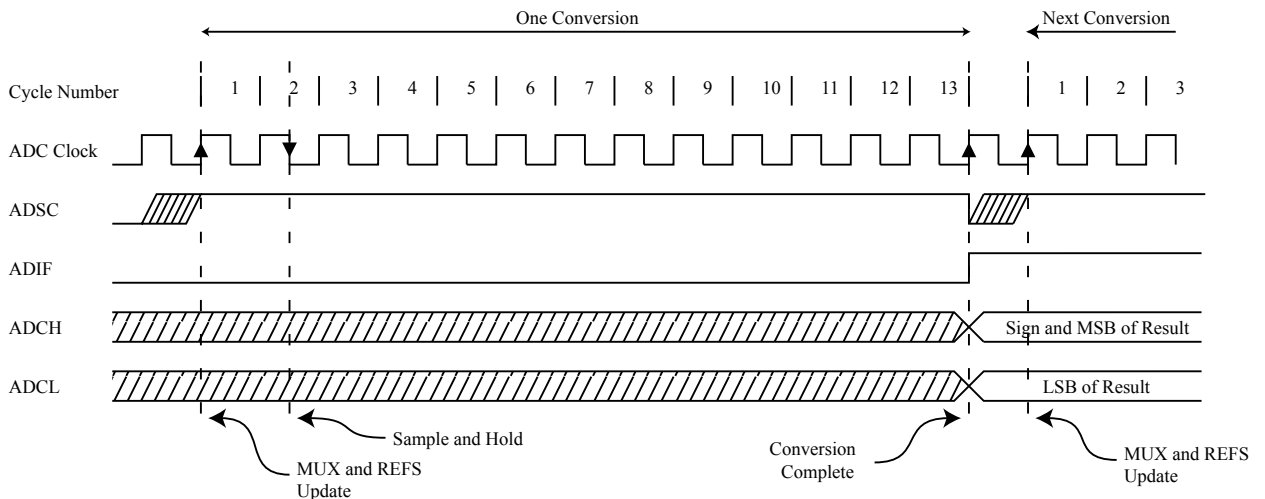 One Conversion
Next Conversion
Cycle Number
1 2 3 4 5 6 7 8 9 10 11 12 13 1 2 3
ADC Clock
ADSC
ADIF
ADCH
Sign and MSB of Result
ADCL
LSB of Result
Sample and Hold
MUX and REFS
Update
Conversion
Complete
MUX and REFS
Update